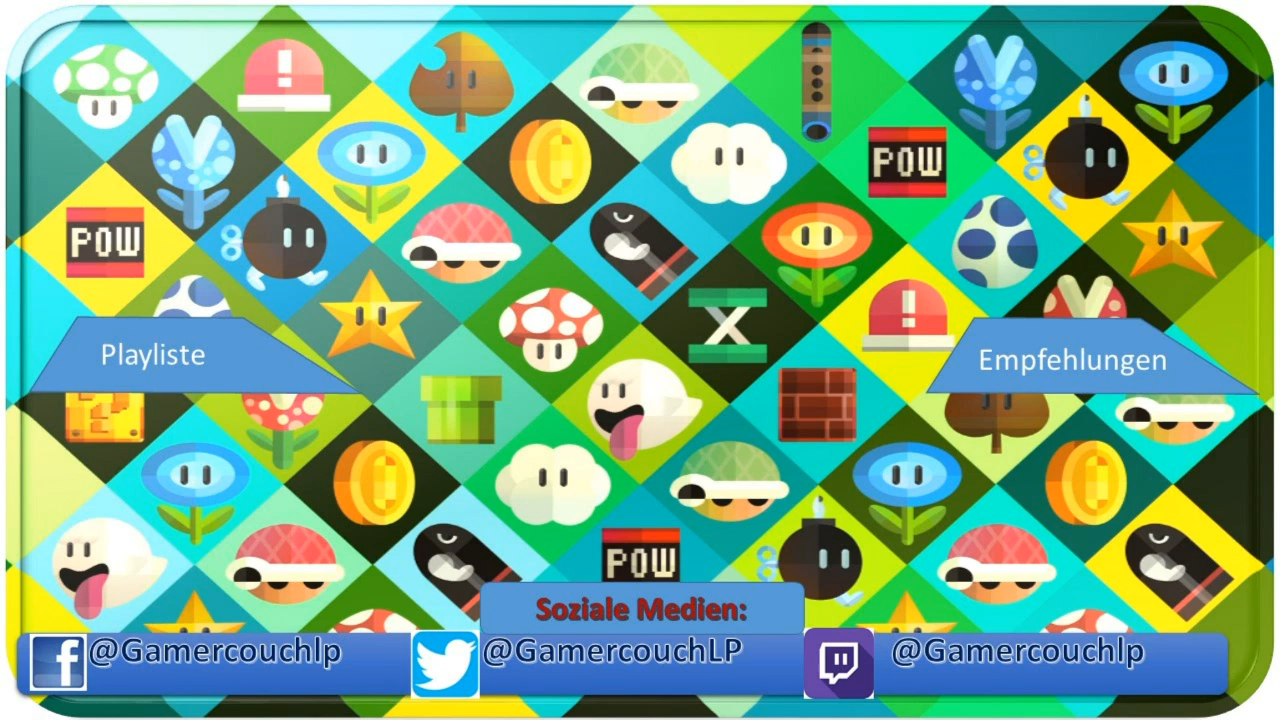 POW
POW
Playliste
Empfehlungen
POW
Soziale Medien:
@Gamercouchlp
@GamercouchLP
@Gamercouchlp